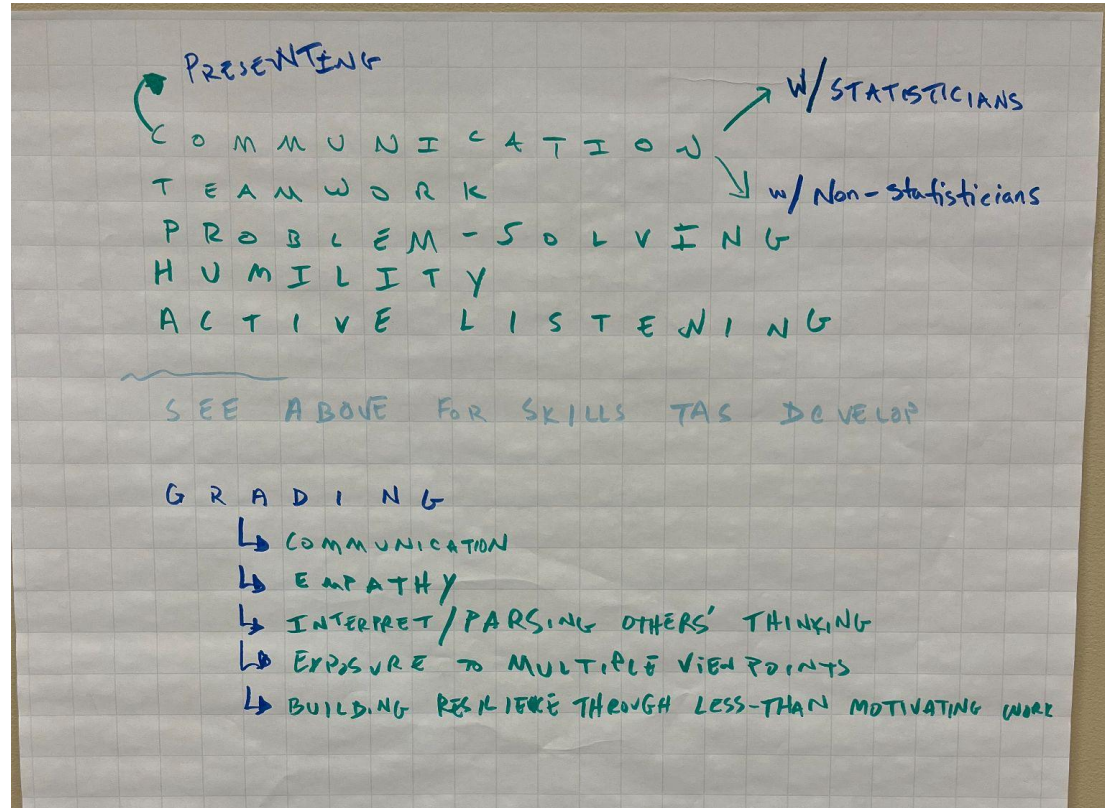 PRESENTING
W/ STATISTICIANS
COMMUNICATION
w/ Non-statisticians
TEAMWORK
PROBLEM-SOLVING
HUMILITY
ACTIVE LISTENING
SEE ABOVE FOR SKILLS TAS DEVELOP
GRADING
COMMUNICATION
EMPATHY
INTERPRET/PARSING OTHERS' THINKING
EXPOSURE TO MULTIPLE VIEWPOINTS
BUILDING RESILIENCE THROUGH LESS-THAN MOTIVATING WORK